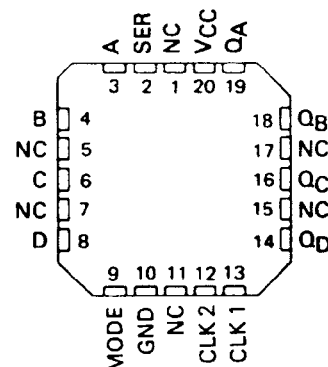 A SER NC VCC QA
3 2 1 20 19
B 4 18 QB
NC 5 17 NC
C 6 16 QC
NC 7 15 NC
D 8 14 QD
9 10 11 12 13
MODE GND NC CLK 2 CLK 1